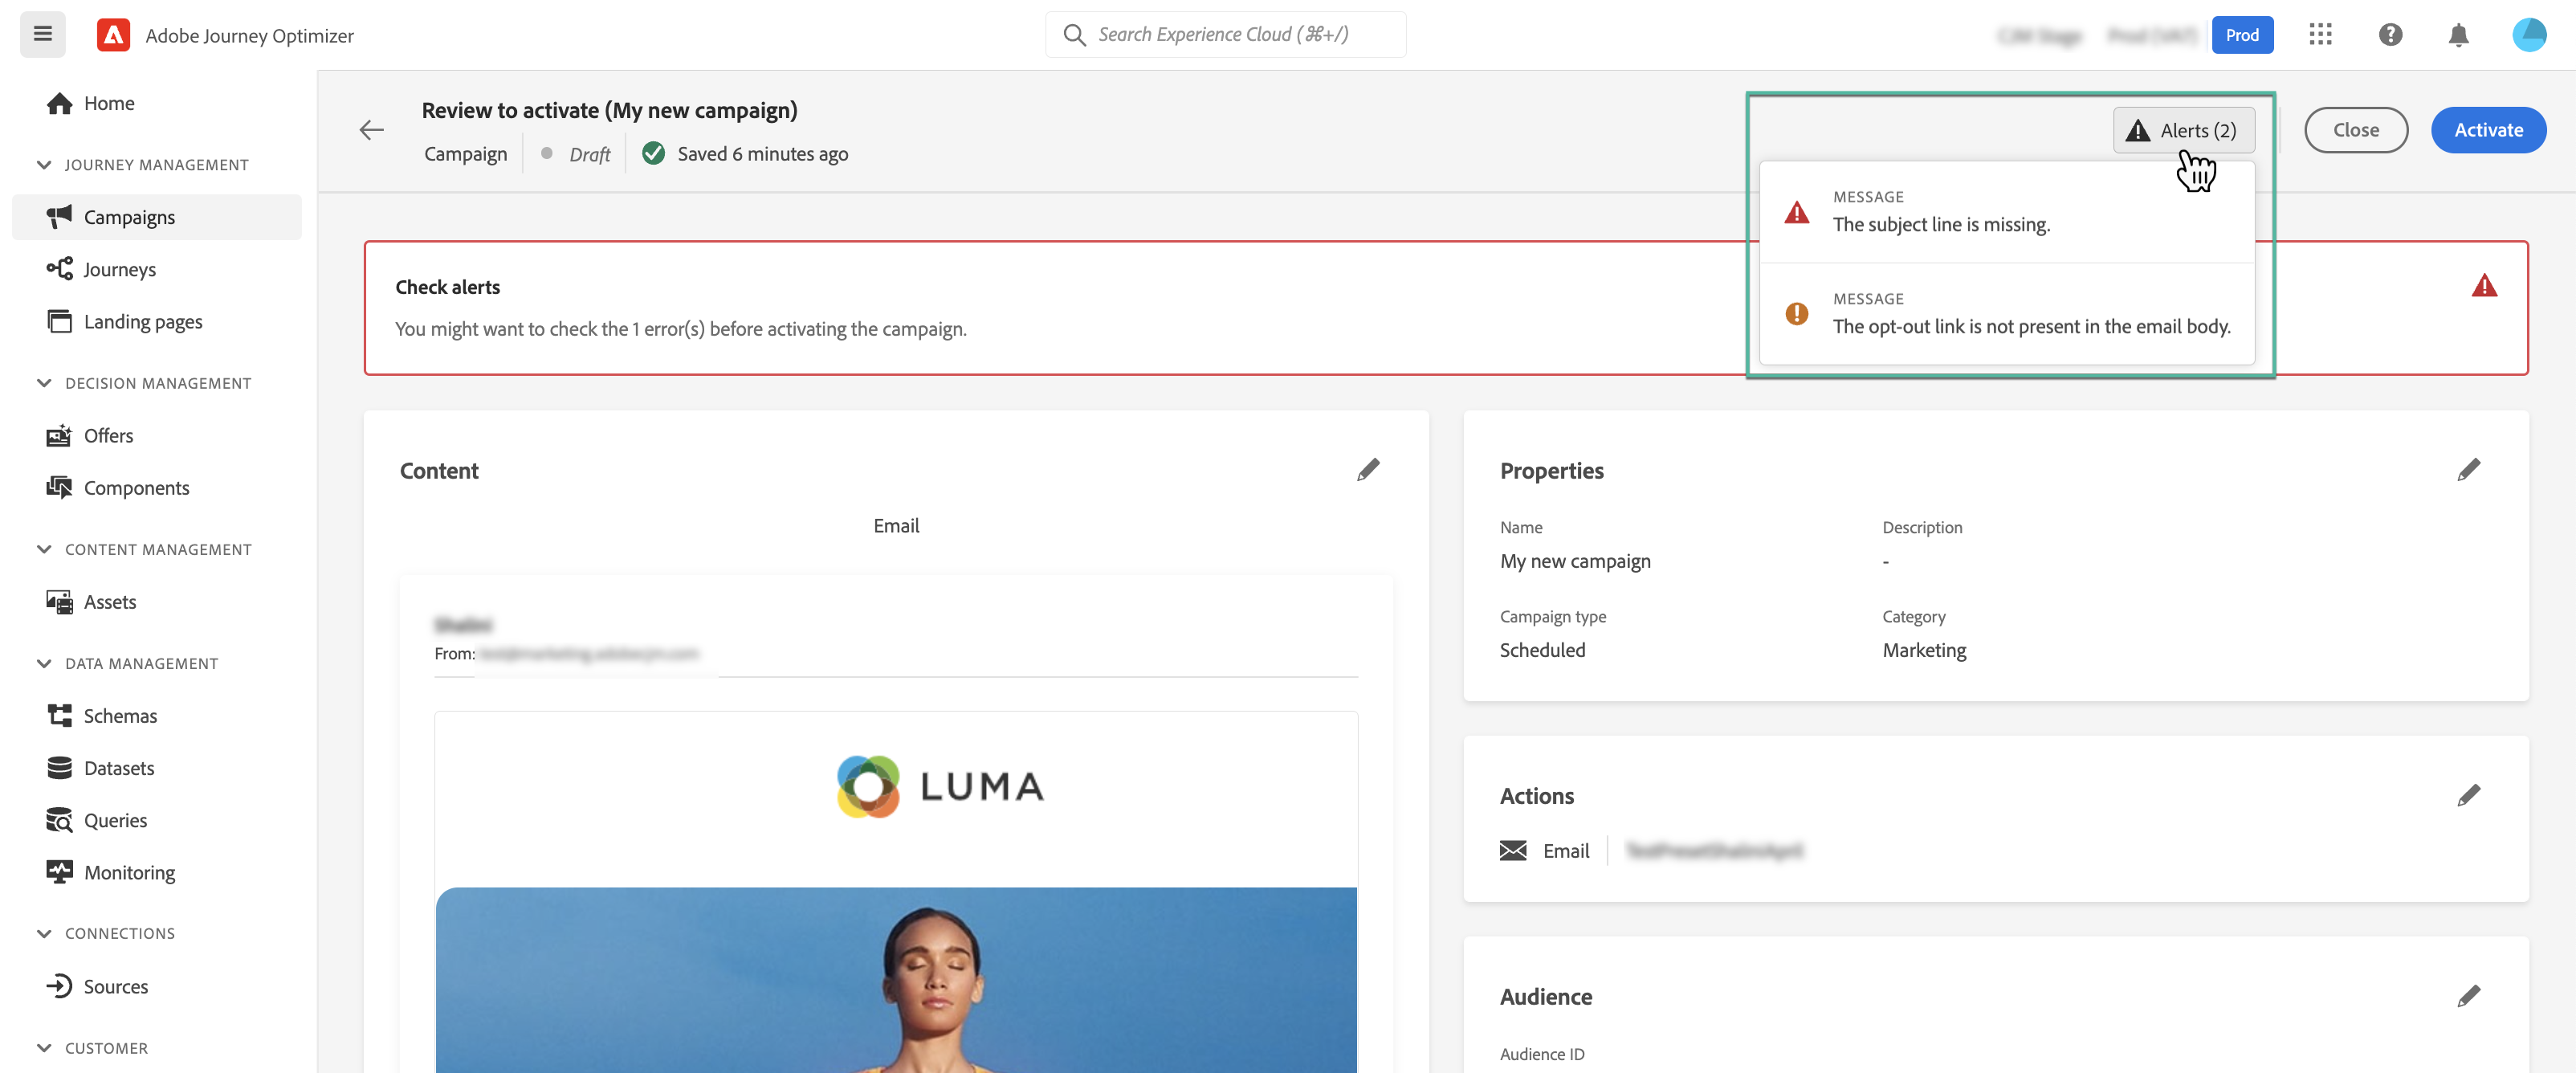 Adobe Journey Optimizer
Search Experience Cloud (⌘+/)
Prod
Home
JOURNEY MANAGEMENT
Campaigns
Journeys
Landing pages
DECISION MANAGEMENT
Offers
Components
CONTENT MANAGEMENT
Assets
DATA MANAGEMENT
Schemas
Datasets
Queries
Monitoring
CONNECTIONS
Sources
CUSTOMER
Review to activate (My new campaign)
Campaign
Draft
Saved 6 minutes ago
Alerts (2)
Close
Activate
MESSAGE
The subject line is missing.
MESSAGE
The opt-out link is not present in the email body.
Check alerts
You might want to check the 1 error(s) before activating the campaign.
Content
Email
From:
LUMA
Properties
Name
My new campaign
Description
-
Campaign type
Scheduled
Category
Marketing
Actions
Email
Audience
Audience ID